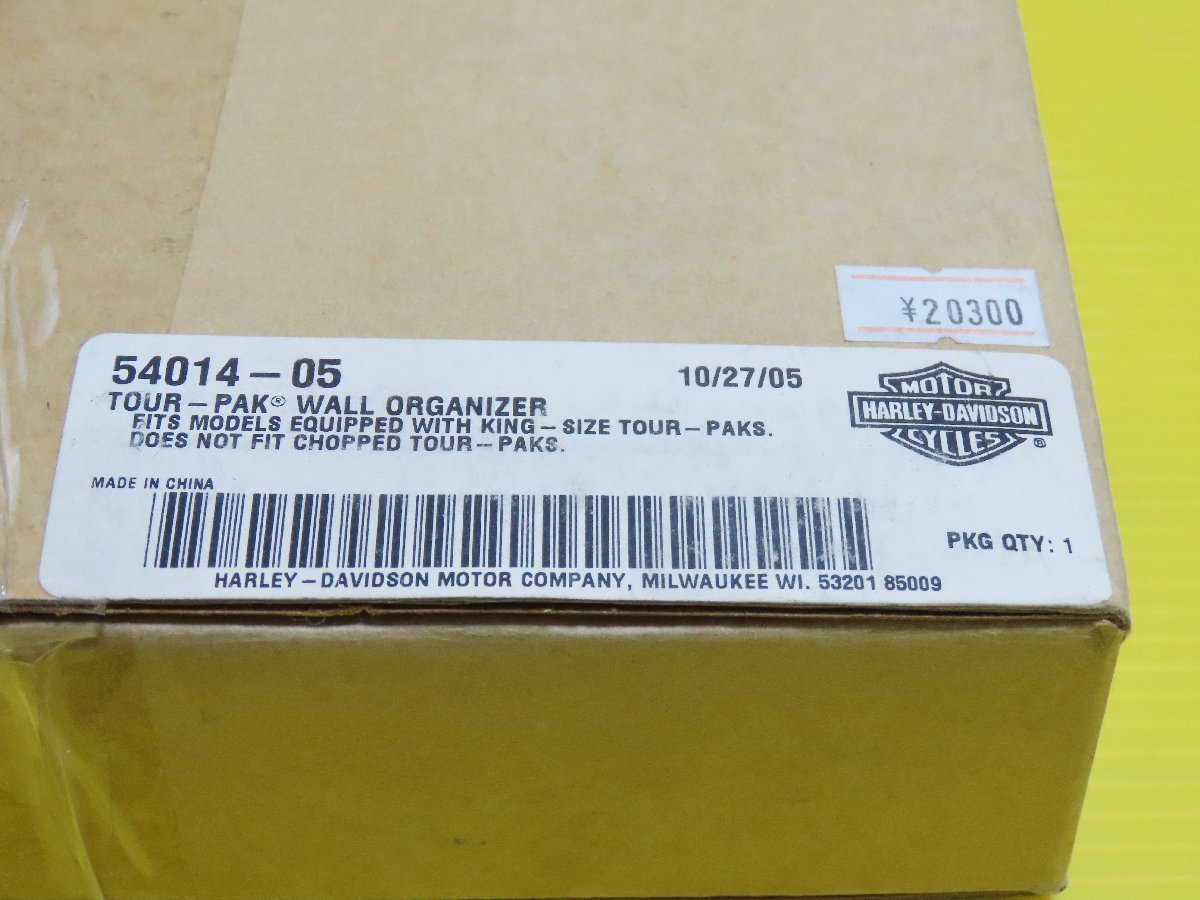 ¥20300
54014-05
10/27/05
TOUR-PAK® WALL ORGANIZER
FITS MODELS EQUIPPED WITH KING-SIZE TOUR-PAKS.
DOES NOT FIT CHOPPED TOUR-PAKS.
MOTOR
HARLEY-DAVIDSON
CYCLES®
MADE IN CHINA
PKG QTY: 1
HARLEY-DAVIDSON MOTOR COMPANY, MILWAUKEE WI. 53201 85009